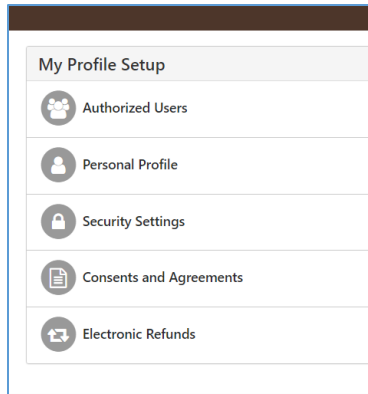 My Profile Setup
Authorized Users
Personal Profile
Security Settings
Consents and Agreements
Electronic Refunds